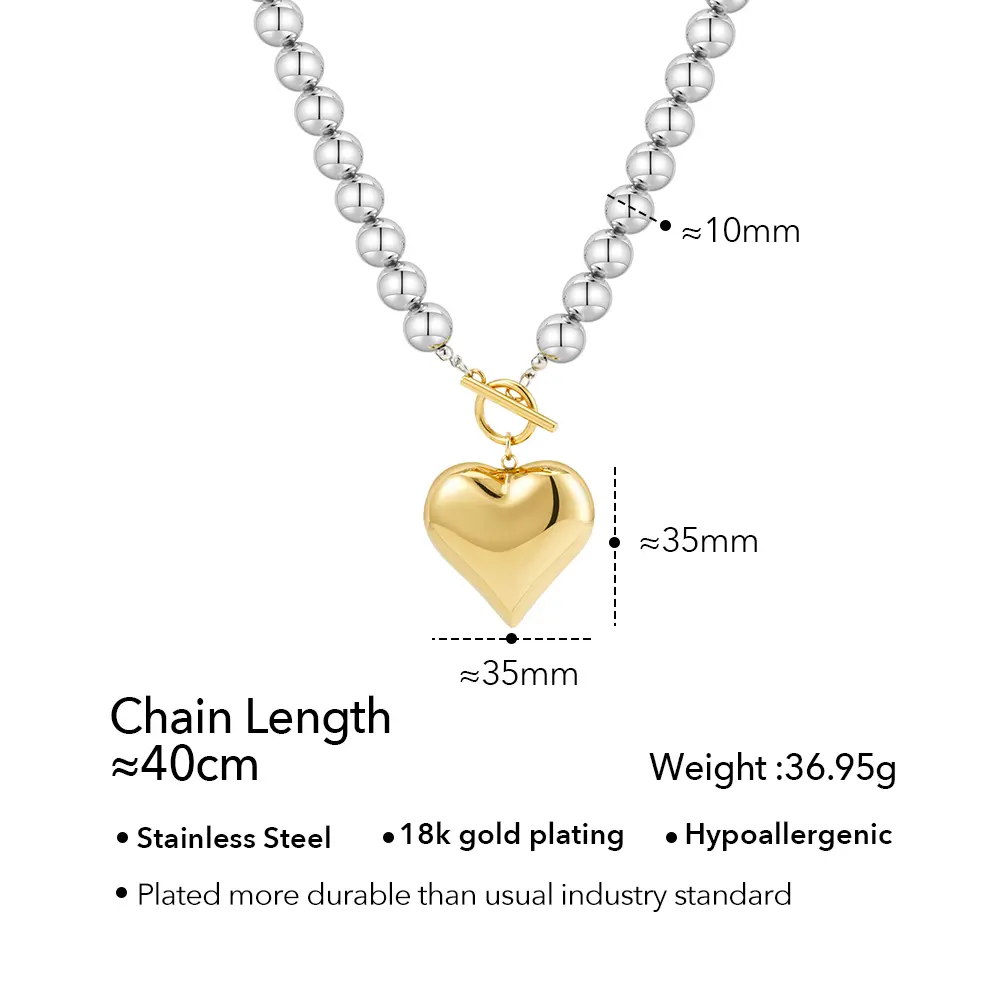 ≈10mm
≈35mm
≈35mm
Chain Length
≈40cm
Weight :36.95g
• Stainless Steel
• 18k gold plating
• Hypoallergenic
• Plated more durable than usual industry standard